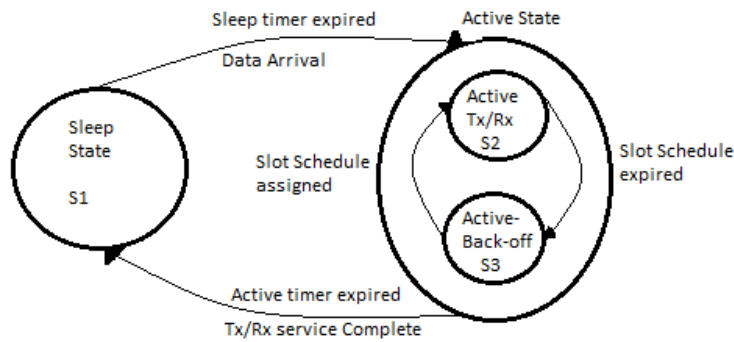 Sleep timer expired
Active State
Data Arrival
Sleep
State
S1
Active
Tx/Rx
S2
Slot Schedule
assigned
Slot Schedule
expired
Active-
Back-off
S3
Active timer expired
Tx/Rx service Complete